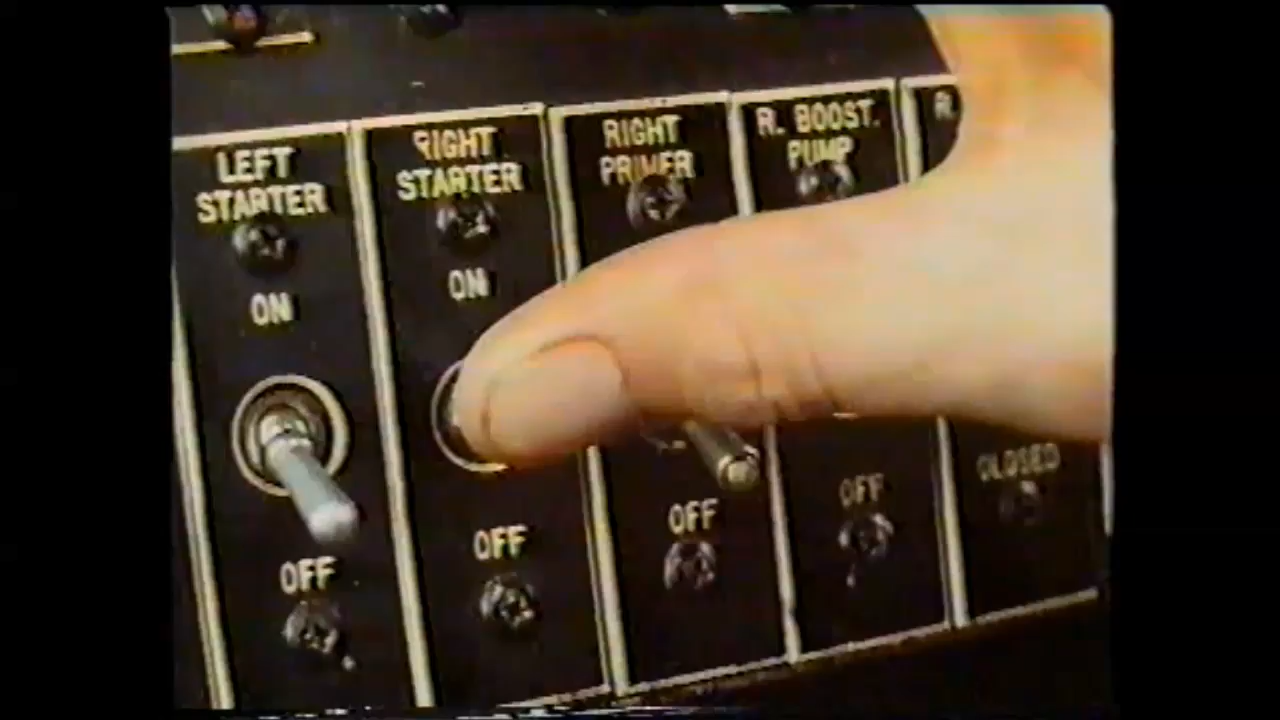 LEFT
STARTER
ON
OFF
RIGHT
STARTER
ON
OFF
RIGHT
PRIMER
OFF
R. BOOST.
PUMP
OFF
R.
CLOSED